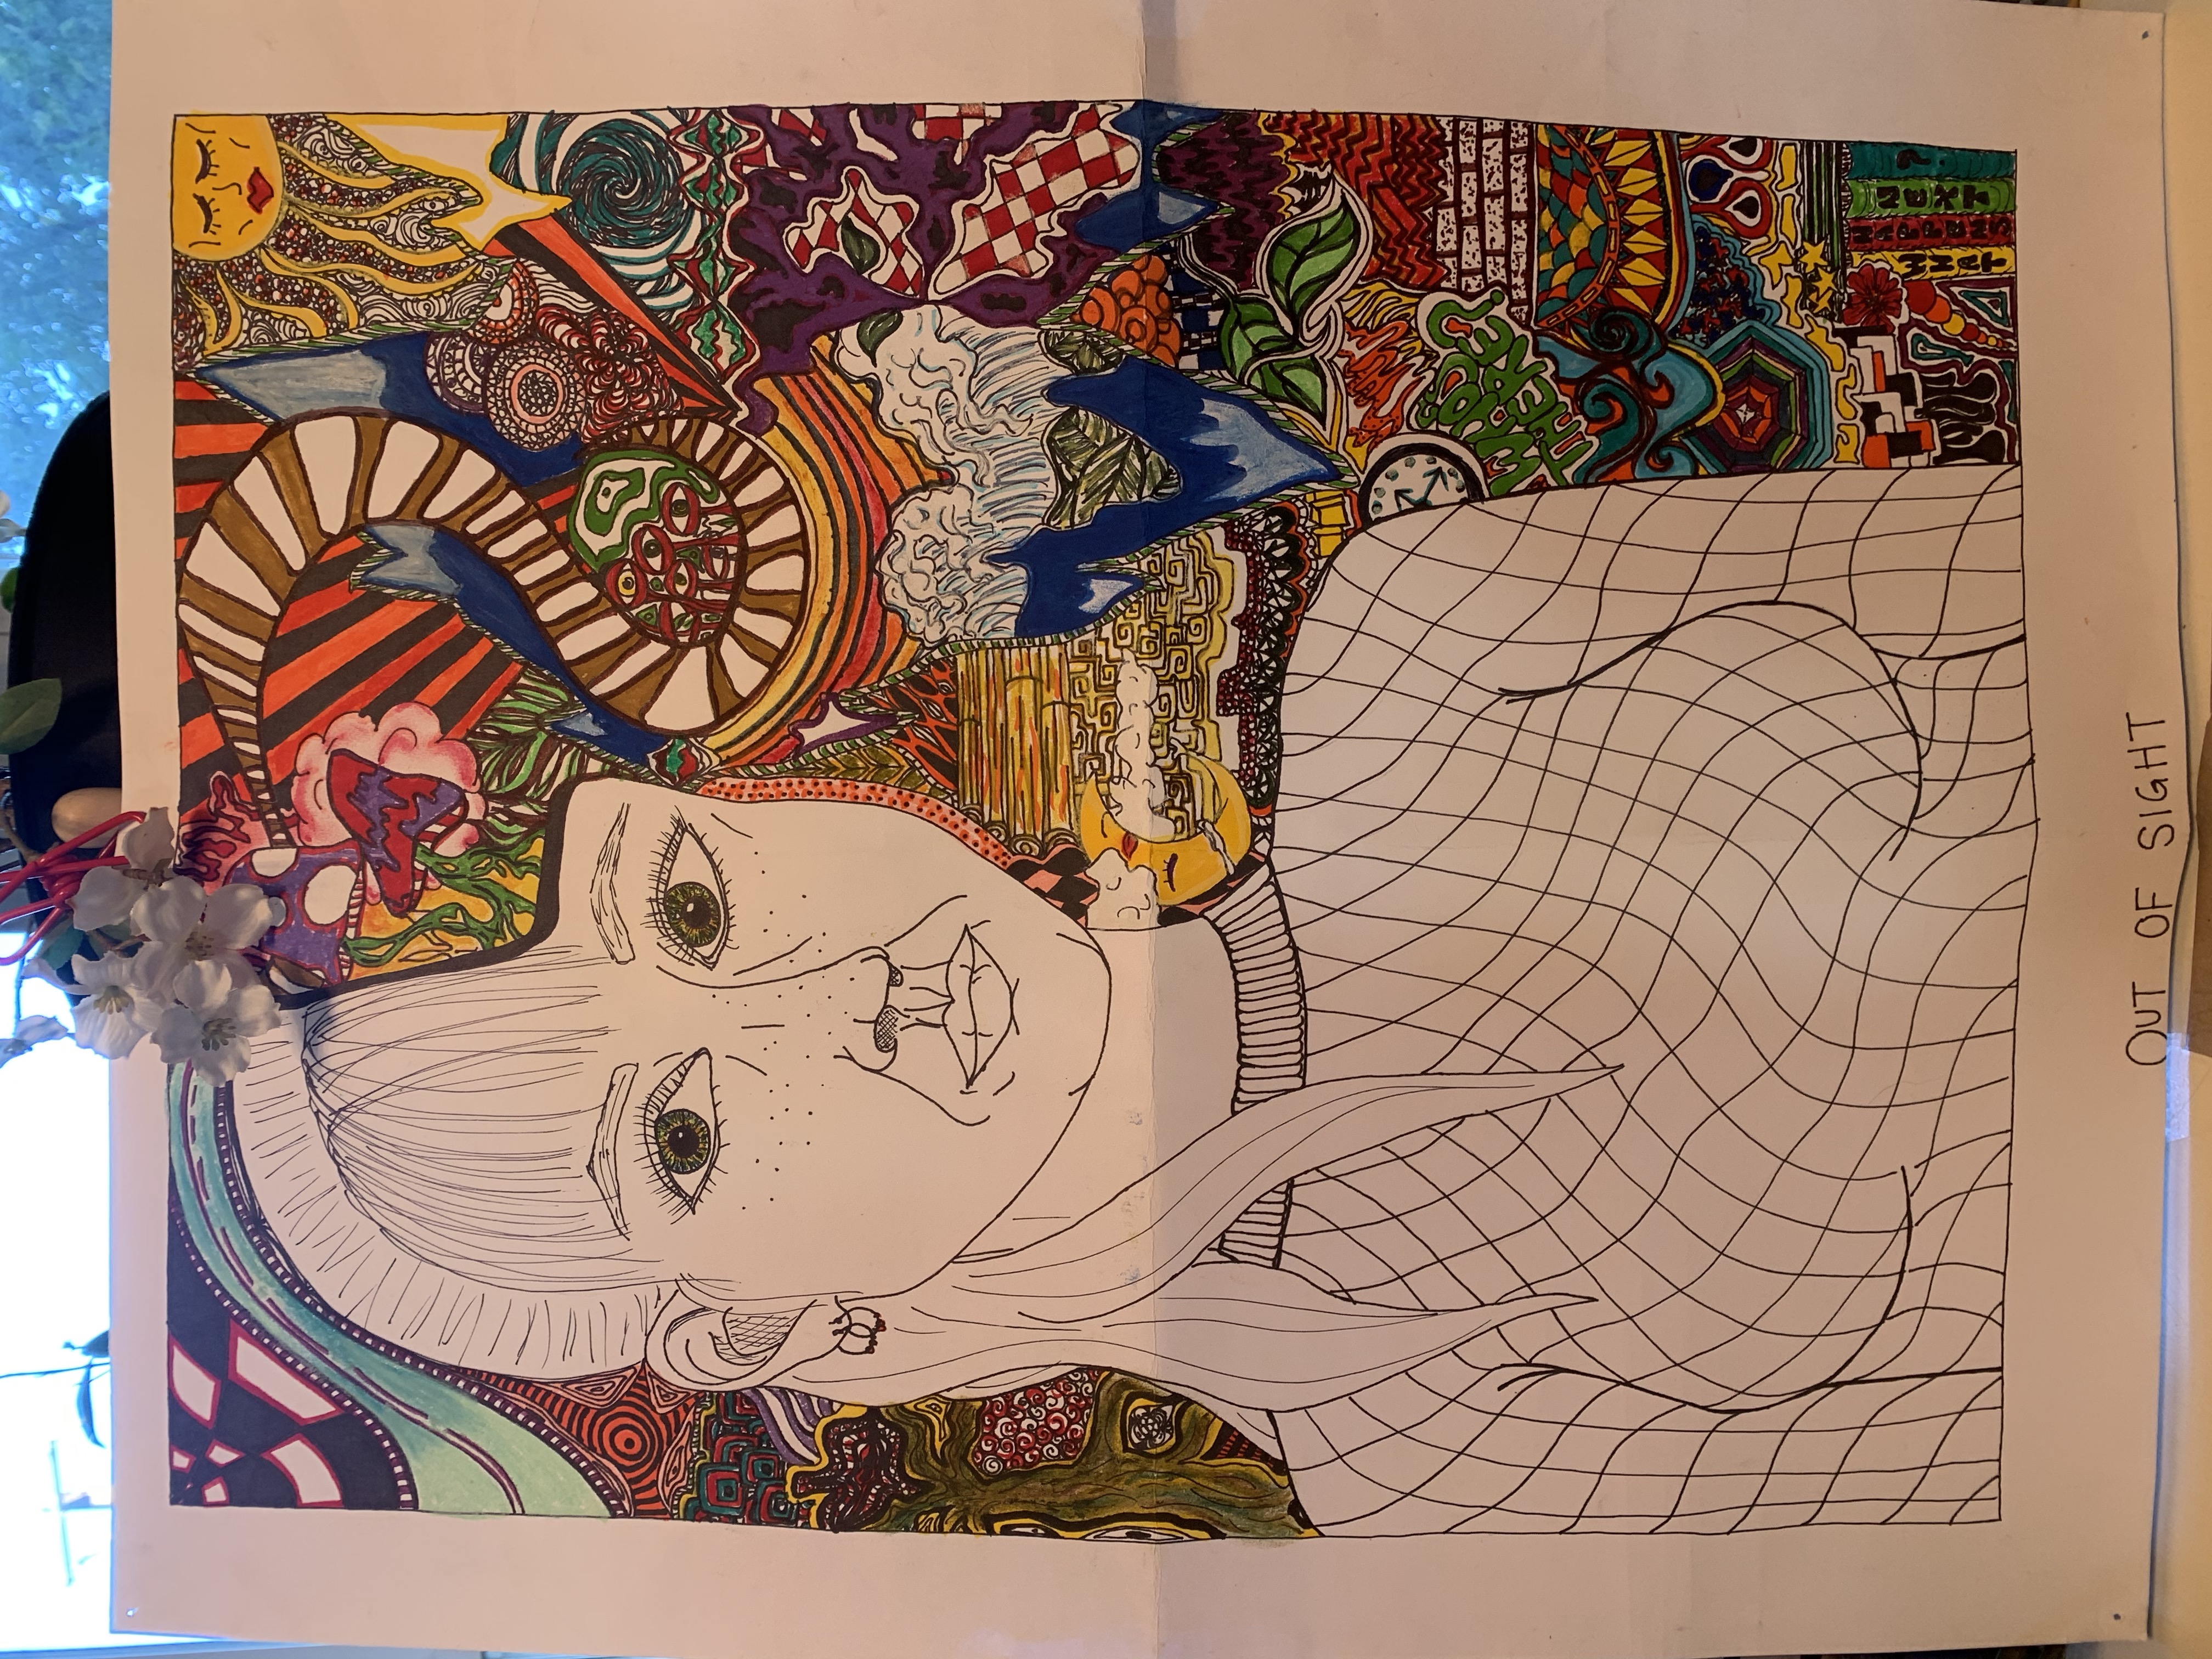 WHO'S
THERE?
WHAT
HAPPENS
NEXT
?
OUT OF SIGHT